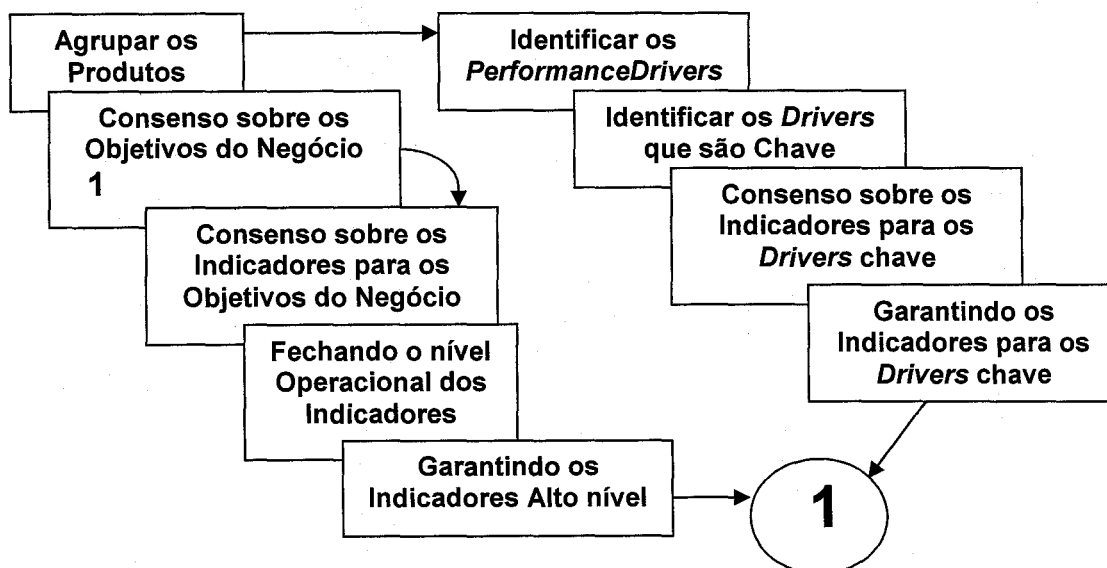 Agrupar os
Produtos
Consenso sobre os
Objetivos do Negócio
1
Consenso sobre os
Indicadores para os
Objetivos do Negócio
Fechando o nível
Operacional dos
Indicadores
Garantindo os
Indicadores Alto nível
Identificar os
PerformanceDrivers
Identificar os Drivers
que são Chave
Consenso sobre os
Indicadores para os
Drivers chave
Garantindo os
Indicadores para os
Drivers chave
1